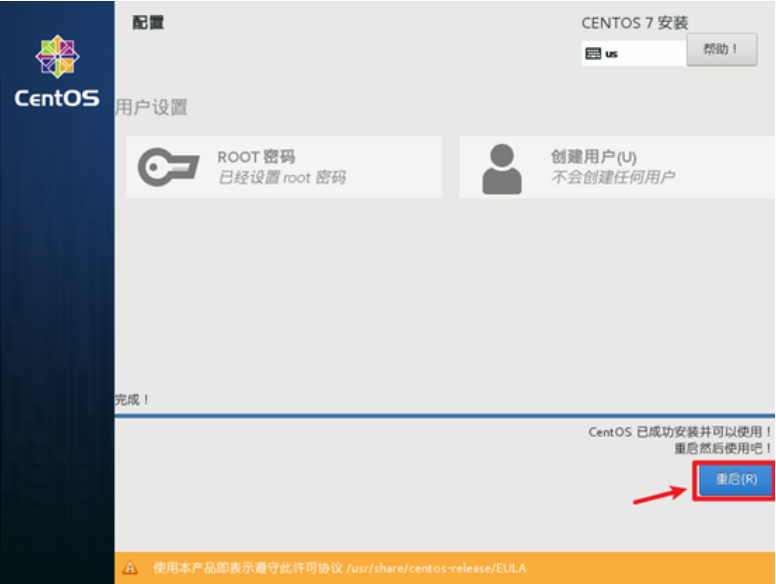 配置
CENTOS 7 安装
us
帮助！
CentOS
用户设置
ROOT 密码
已经设置 root 密码
创建用户(U)
不会创建任何用户
完成！
CentOS 已成功安装并可以使用！
重启然后使用吧！
重启(R)
使用本产品即表示遵守此许可协议 /usr/share/centos-release/EULA